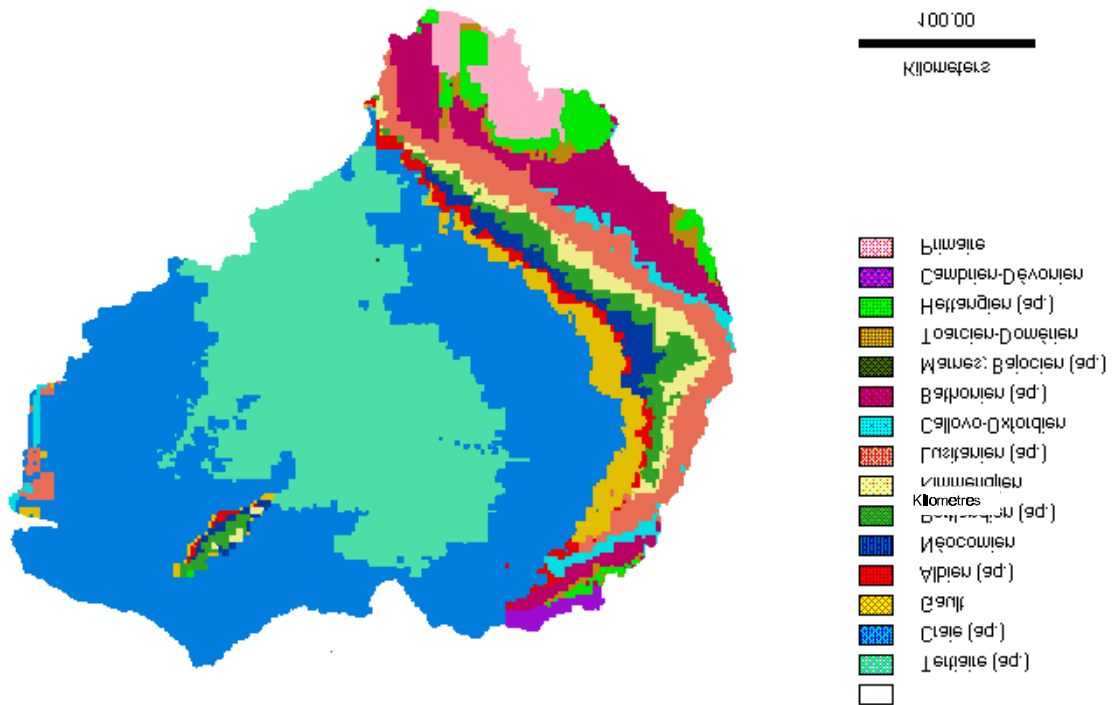 100.00
Kilometers
Primaire
Cambrien-Dévonien
Hettangien (aq.)
Toarcien-Domérien
Marnes; Bajocien (aq.)
Bathonien (aq.)
Callovo-Oxfordien
Lusitanien (aq.)
Kimmeridgien
Kilometres
Portlandien (aq.)
Néocomien
Albien (aq.)
Gault
Craie (aq.)
Tertiaire (aq.)